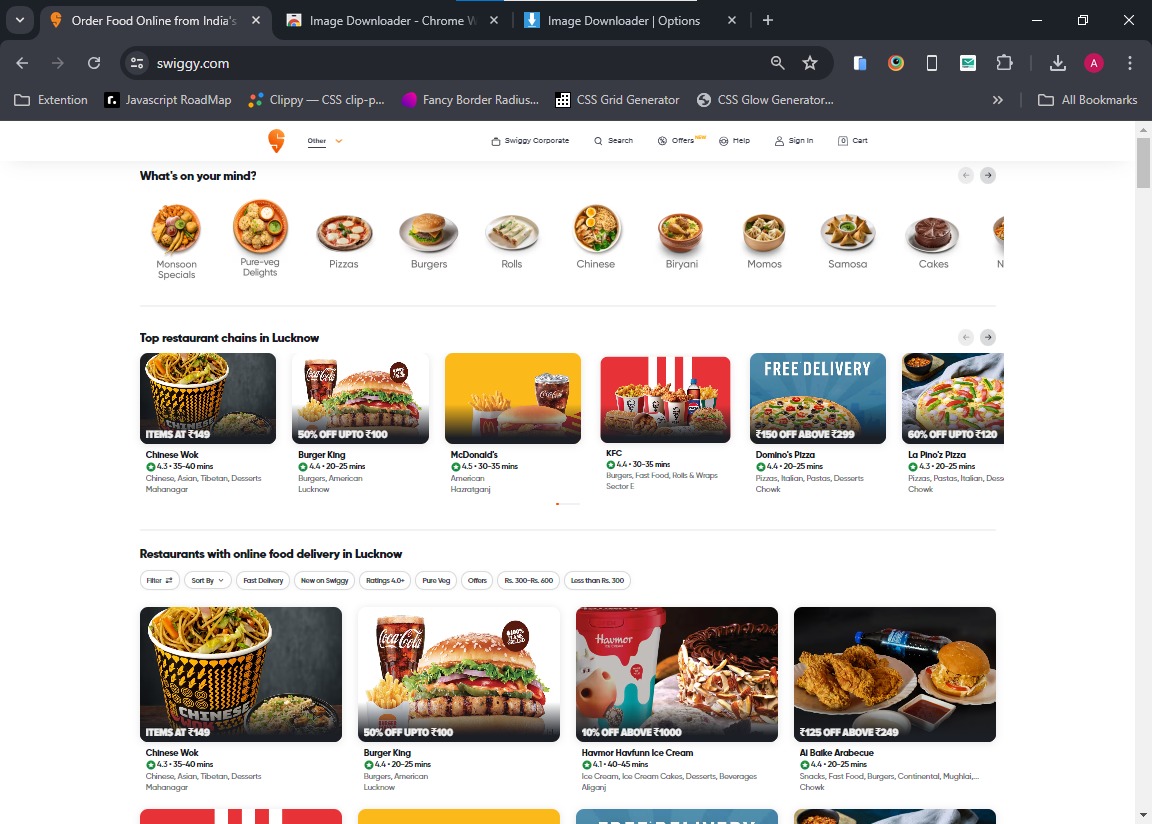 Order Food Online from India's
Image Downloader - Chrome W
Image Downloader | Options
swiggy.com
A
Extention
Javascript RoadMap
Clippy — CSS clip-p...
Fancy Border Radius...
CSS Grid Generator
CSS Glow Generator...
All Bookmarks
Other
Swiggy Corporate
Search
Offers NEW
Help
Sign In
0 Cart
What's on your mind?
Monsoon
Specials
Pure-veg
Delights
Pizzas
Burgers
Rolls
Chinese
Biryani
Momos
Samosa
Cakes
N
Top restaurant chains in Lucknow
ITEMS AT ₹149
Chinese Wok
4.3 • 35-40 mins
Chinese, Asian, Tibetan, Desserts
Mahanagar
Coca-Cola
50% OFF UPTO ₹100
Burger King
4.4 • 20-25 mins
Burgers, American
Lucknow
McDonald's
4.5 • 30-35 mins
American
Hazratganj
KFC
4.4 • 30-35 mins
Burgers, Fast Food, Rolls & Wraps
Sector E
FREE DELIVERY
₹150 OFF ABOVE ₹299
Domino's Pizza
4.4 • 20-25 mins
Pizzas, Italian, Pastas, Desserts
Chowk
60% OFF UPTO ₹120
La Pino'z Pizza
4.3 • 20-25 mins
Pizzas, Pastas, Italian, Desse
Chowk
Restaurants with online food delivery in Lucknow
Filter
Sort By
Fast Delivery
New on Swiggy
Ratings 4.0+
Pure Veg
Offers
Rs. 300-Rs. 600
Less than Rs. 300
CHINESE
ITEMS AT ₹149
Chinese Wok
4.3 • 35-40 mins
Chinese, Asian, Tibetan, Desserts
Mahanagar
Coca-Cola
50% OFF UPTO ₹100
Burger King
4.4 • 20-25 mins
Burgers, American
Lucknow
Havmor
10% OFF ABOVE ₹1000
Havmor Havfunn Ice Cream
4.1 • 40-45 mins
Ice Cream, Ice Cream Cakes, Desserts, Beverages
Aliganj
₹125 OFF ABOVE ₹249
Al Baike Arabecue
4.4 • 20-25 mins
Snacks, Fast Food, Burgers, Continental, Mughlai,...
Chowk